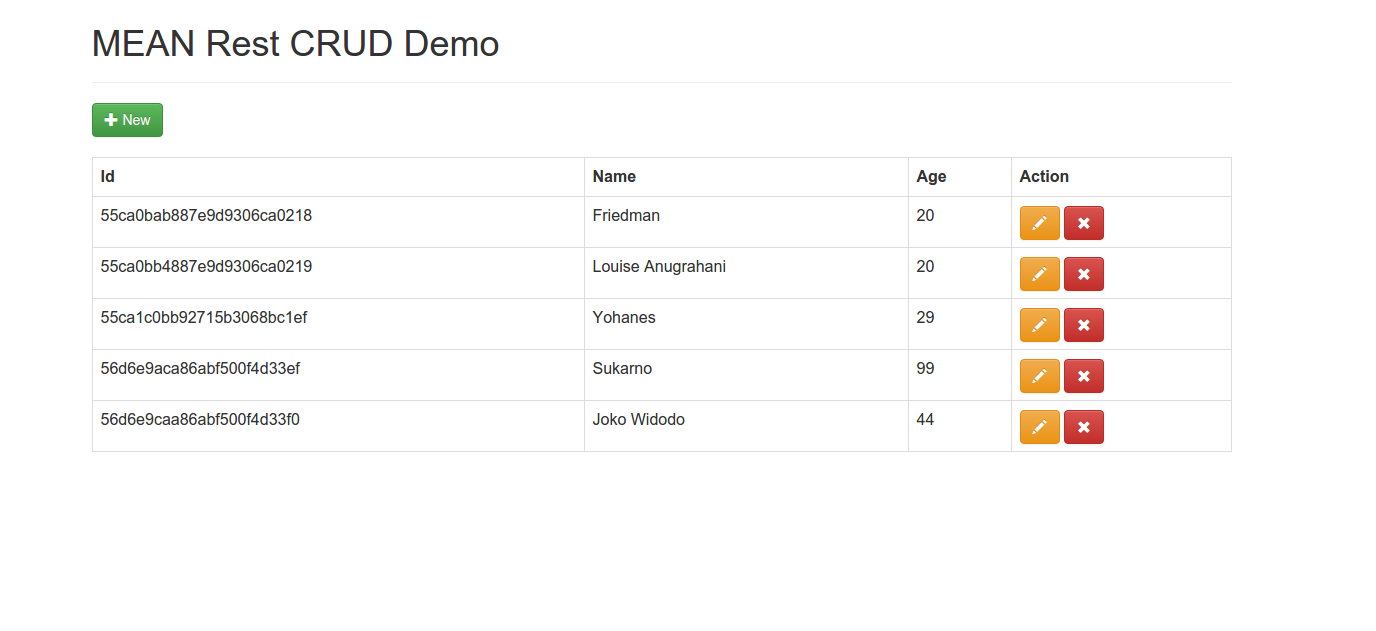 MEAN Rest CRUD Demo
New
Id Name Age Action
55ca0bab887e9d9306ca0218 Friedman 20
55ca0bb4887e9d9306ca0219 Louise Anugrahani 20
55ca1c0bb92715b3068bc1ef Yohanes 29
56d6e9aca86abf500f4d33ef Sukarno 99
56d6e9caa86abf500f4d33f0 Joko Widodo 44